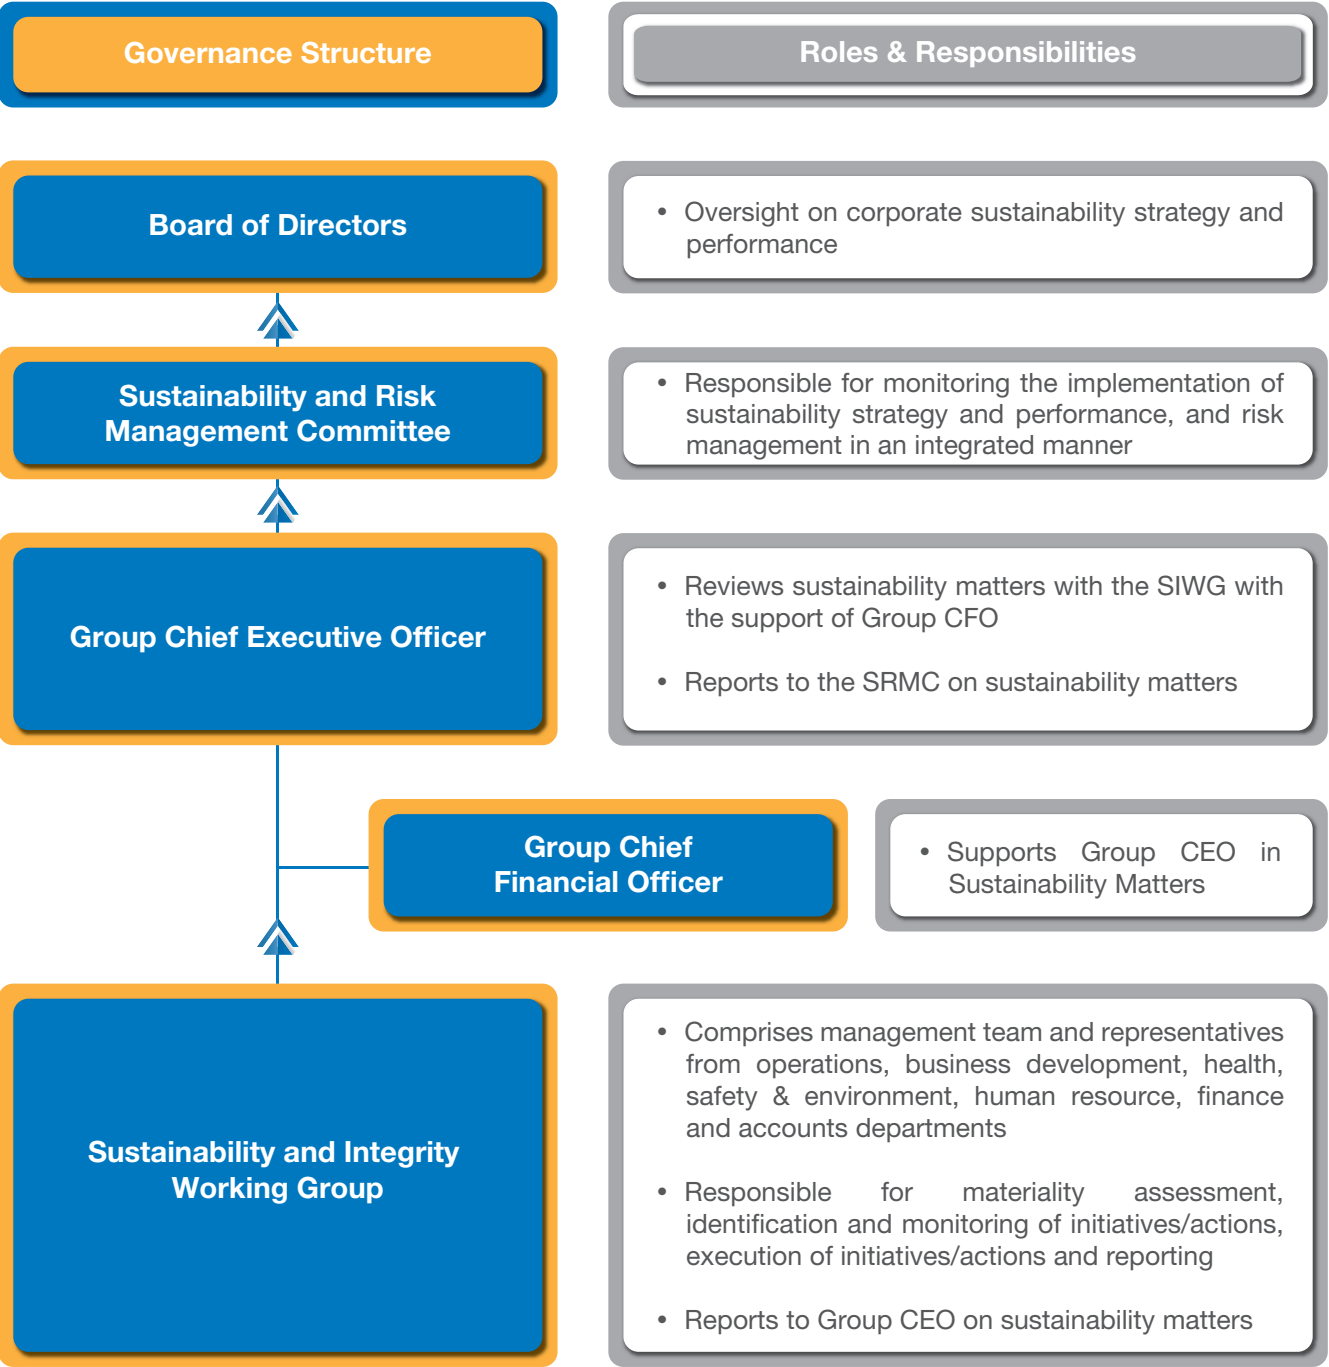 Governance Structure
Roles & Responsibilities
Board of Directors
• Oversight on corporate sustainability strategy and
performance
Sustainability and Risk
Management Committee
• Responsible for monitoring the implementation of
sustainability strategy and performance, and risk
management in an integrated manner
Group Chief Executive Officer
• Reviews sustainability matters with the SIWG with
the support of Group CFO
• Reports to the SRMC on sustainability matters
Group Chief
Financial Officer
• Supports Group CEO in
Sustainability Matters
Sustainability and Integrity
Working Group
• Comprises management team and representatives
from operations, business development, health,
safety & environment, human resource, finance
and accounts departments
• Responsible for materiality assessment,
identification and monitoring of initiatives/actions,
execution of initiatives/actions and reporting
• Reports to Group CEO on sustainability matters